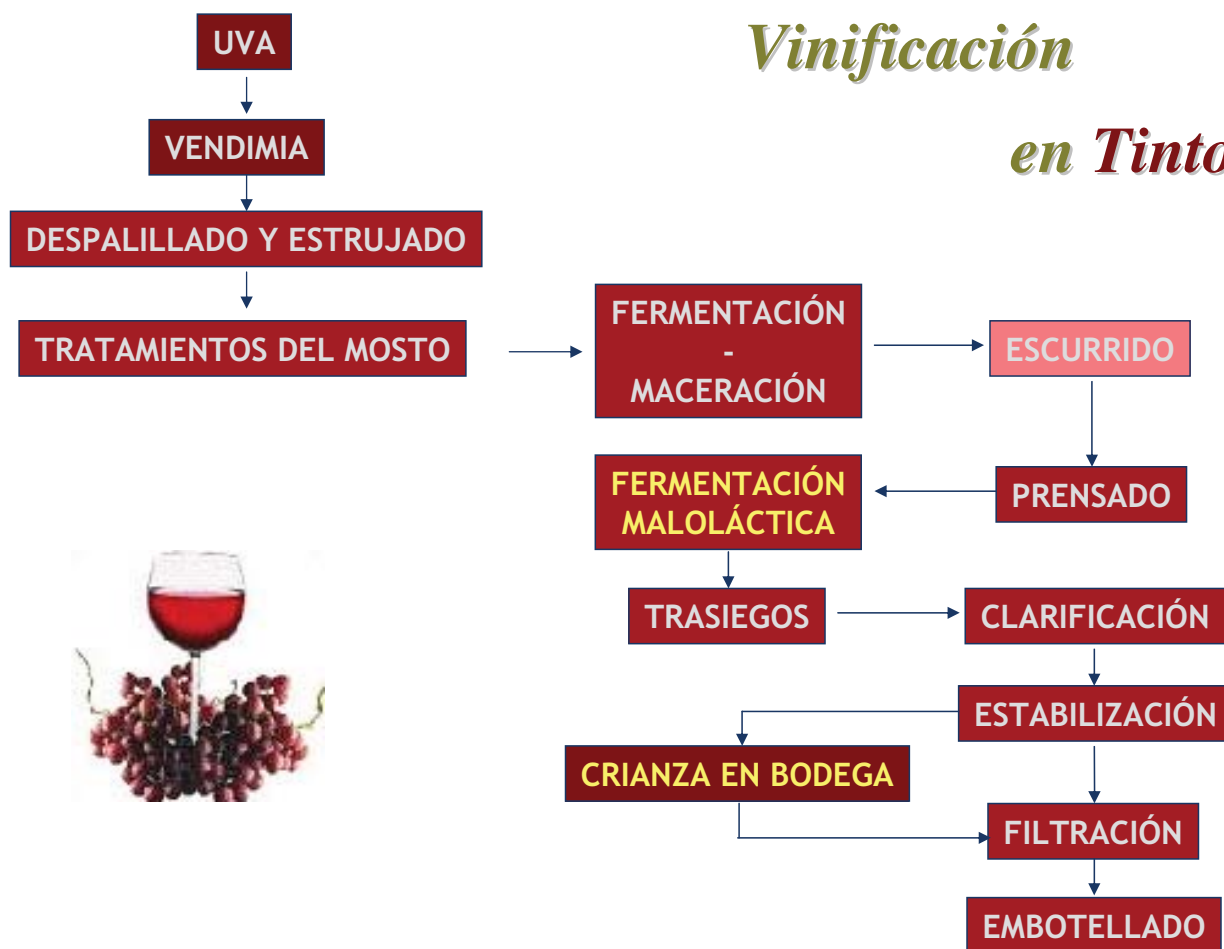 Vinificación
en Tinto
UVA
VENDIMIA
DESPALILLADO Y ESTRUJADO
TRATAMIENTOS DEL MOSTO
FERMENTACIÓN
-
MACERACIÓN
ESCURRIDO
PRENSADO
FERMENTACIÓN
MALOLÁCTICA
TRASIEGOS
CLARIFICACIÓN
ESTABILIZACIÓN
CRIANZA EN BODEGA
FILTRACIÓN
EMBOTELLADO